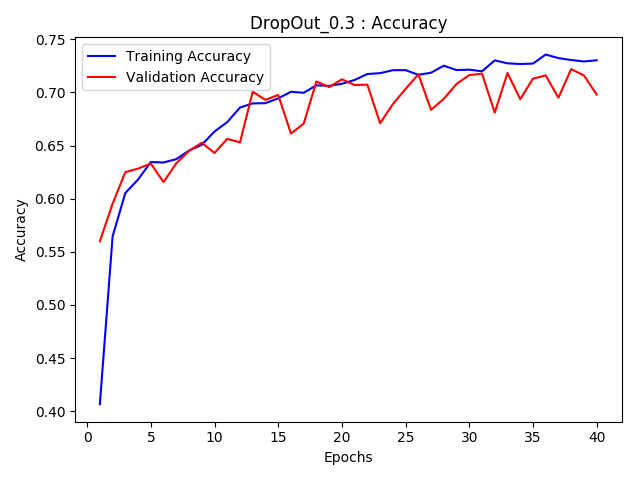 DropOut_0.3 : Accuracy
Training Accuracy
Validation Accuracy
0.75
0.70
0.65
0.60
0.55
0.50
0.45
0.40
Accuracy
0 5 10 15 20 25 30 35 40
Epochs